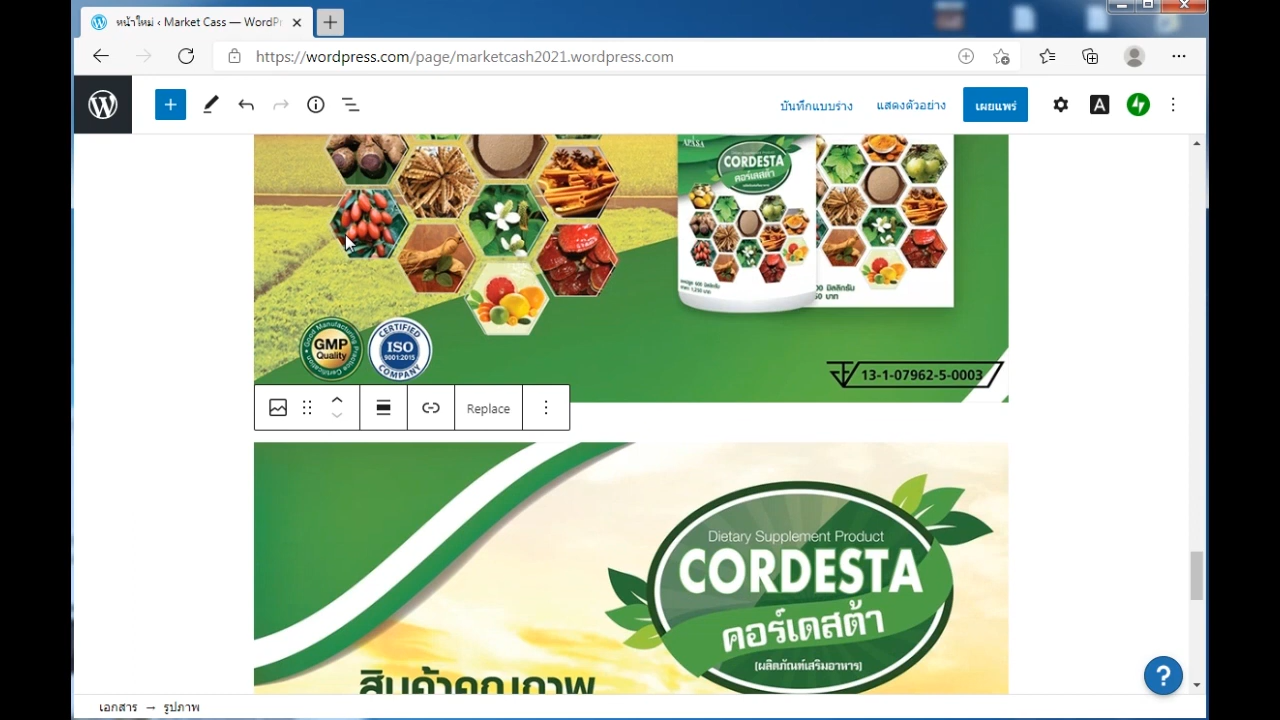 หน้าใหม่ ‹ Market Cass — WordPr
https://wordpress.com/page/marketcash2021.wordpress.com
บันทึกแบบร่าง
แสดงตัวอย่าง
เผยแพร่
APASA
CORDESTA
คอร์เดสต้า
Good Manufacturing Practice Certification
GMP
Quality
CERTIFIED
ISO
9001:2015
COMPANY
13-1-07962-5-0003
Replace
Dietary Supplement Product
CORDESTA
คอร์เดสต้า
(ผลิตภัณฑ์เสริมอาหาร)
สินค้าคุณภาพ
?
เอกสาร → รูปภาพ